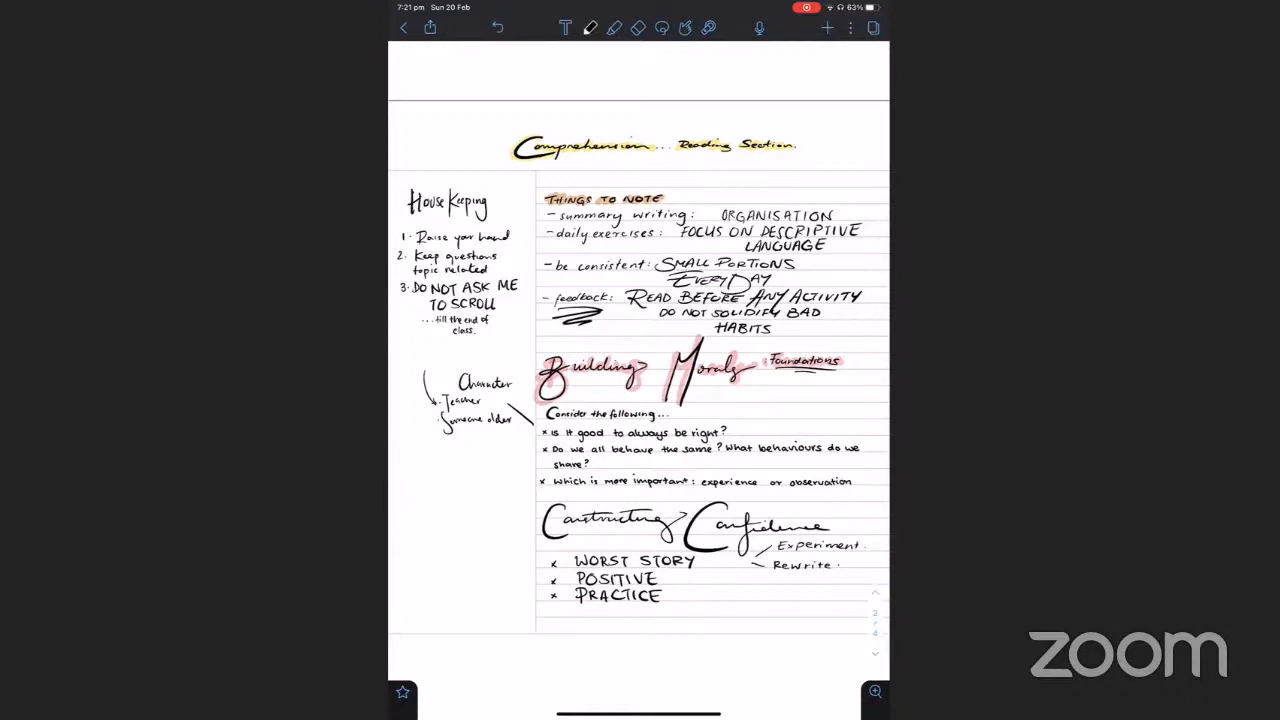 7:21 pm Sun 20 Feb
63%
Comprehension... Reading Section.
House Keeping
1. Raise your hand
2. Keep questions
topic related
3. DO NOT ASK ME
TO SCROLL
...till the end of
class.
Character
. Teacher
. Someone older
THINGS TO NOTE
- summary writing: ORGANISATION
- daily exercises: FOCUS ON DESCRIPTIVE
LANGUAGE
- be consistent: SMALL PORTIONS
EVERY DAY
- feedback: READ BEFORE ANY ACTIVITY
DO NOT SOLIDIFY BAD
HABITS
Building Morals : Foundations
Consider the following...
x Is it good to always be right?
x Do we all behave the same? What behaviours do we
share?
x Which is more important: experience or observation
Constructing Confidence
Experiment.
Rewrite.
x WORST STORY
x POSITIVE
x PRACTICE
2
/
4
zoom